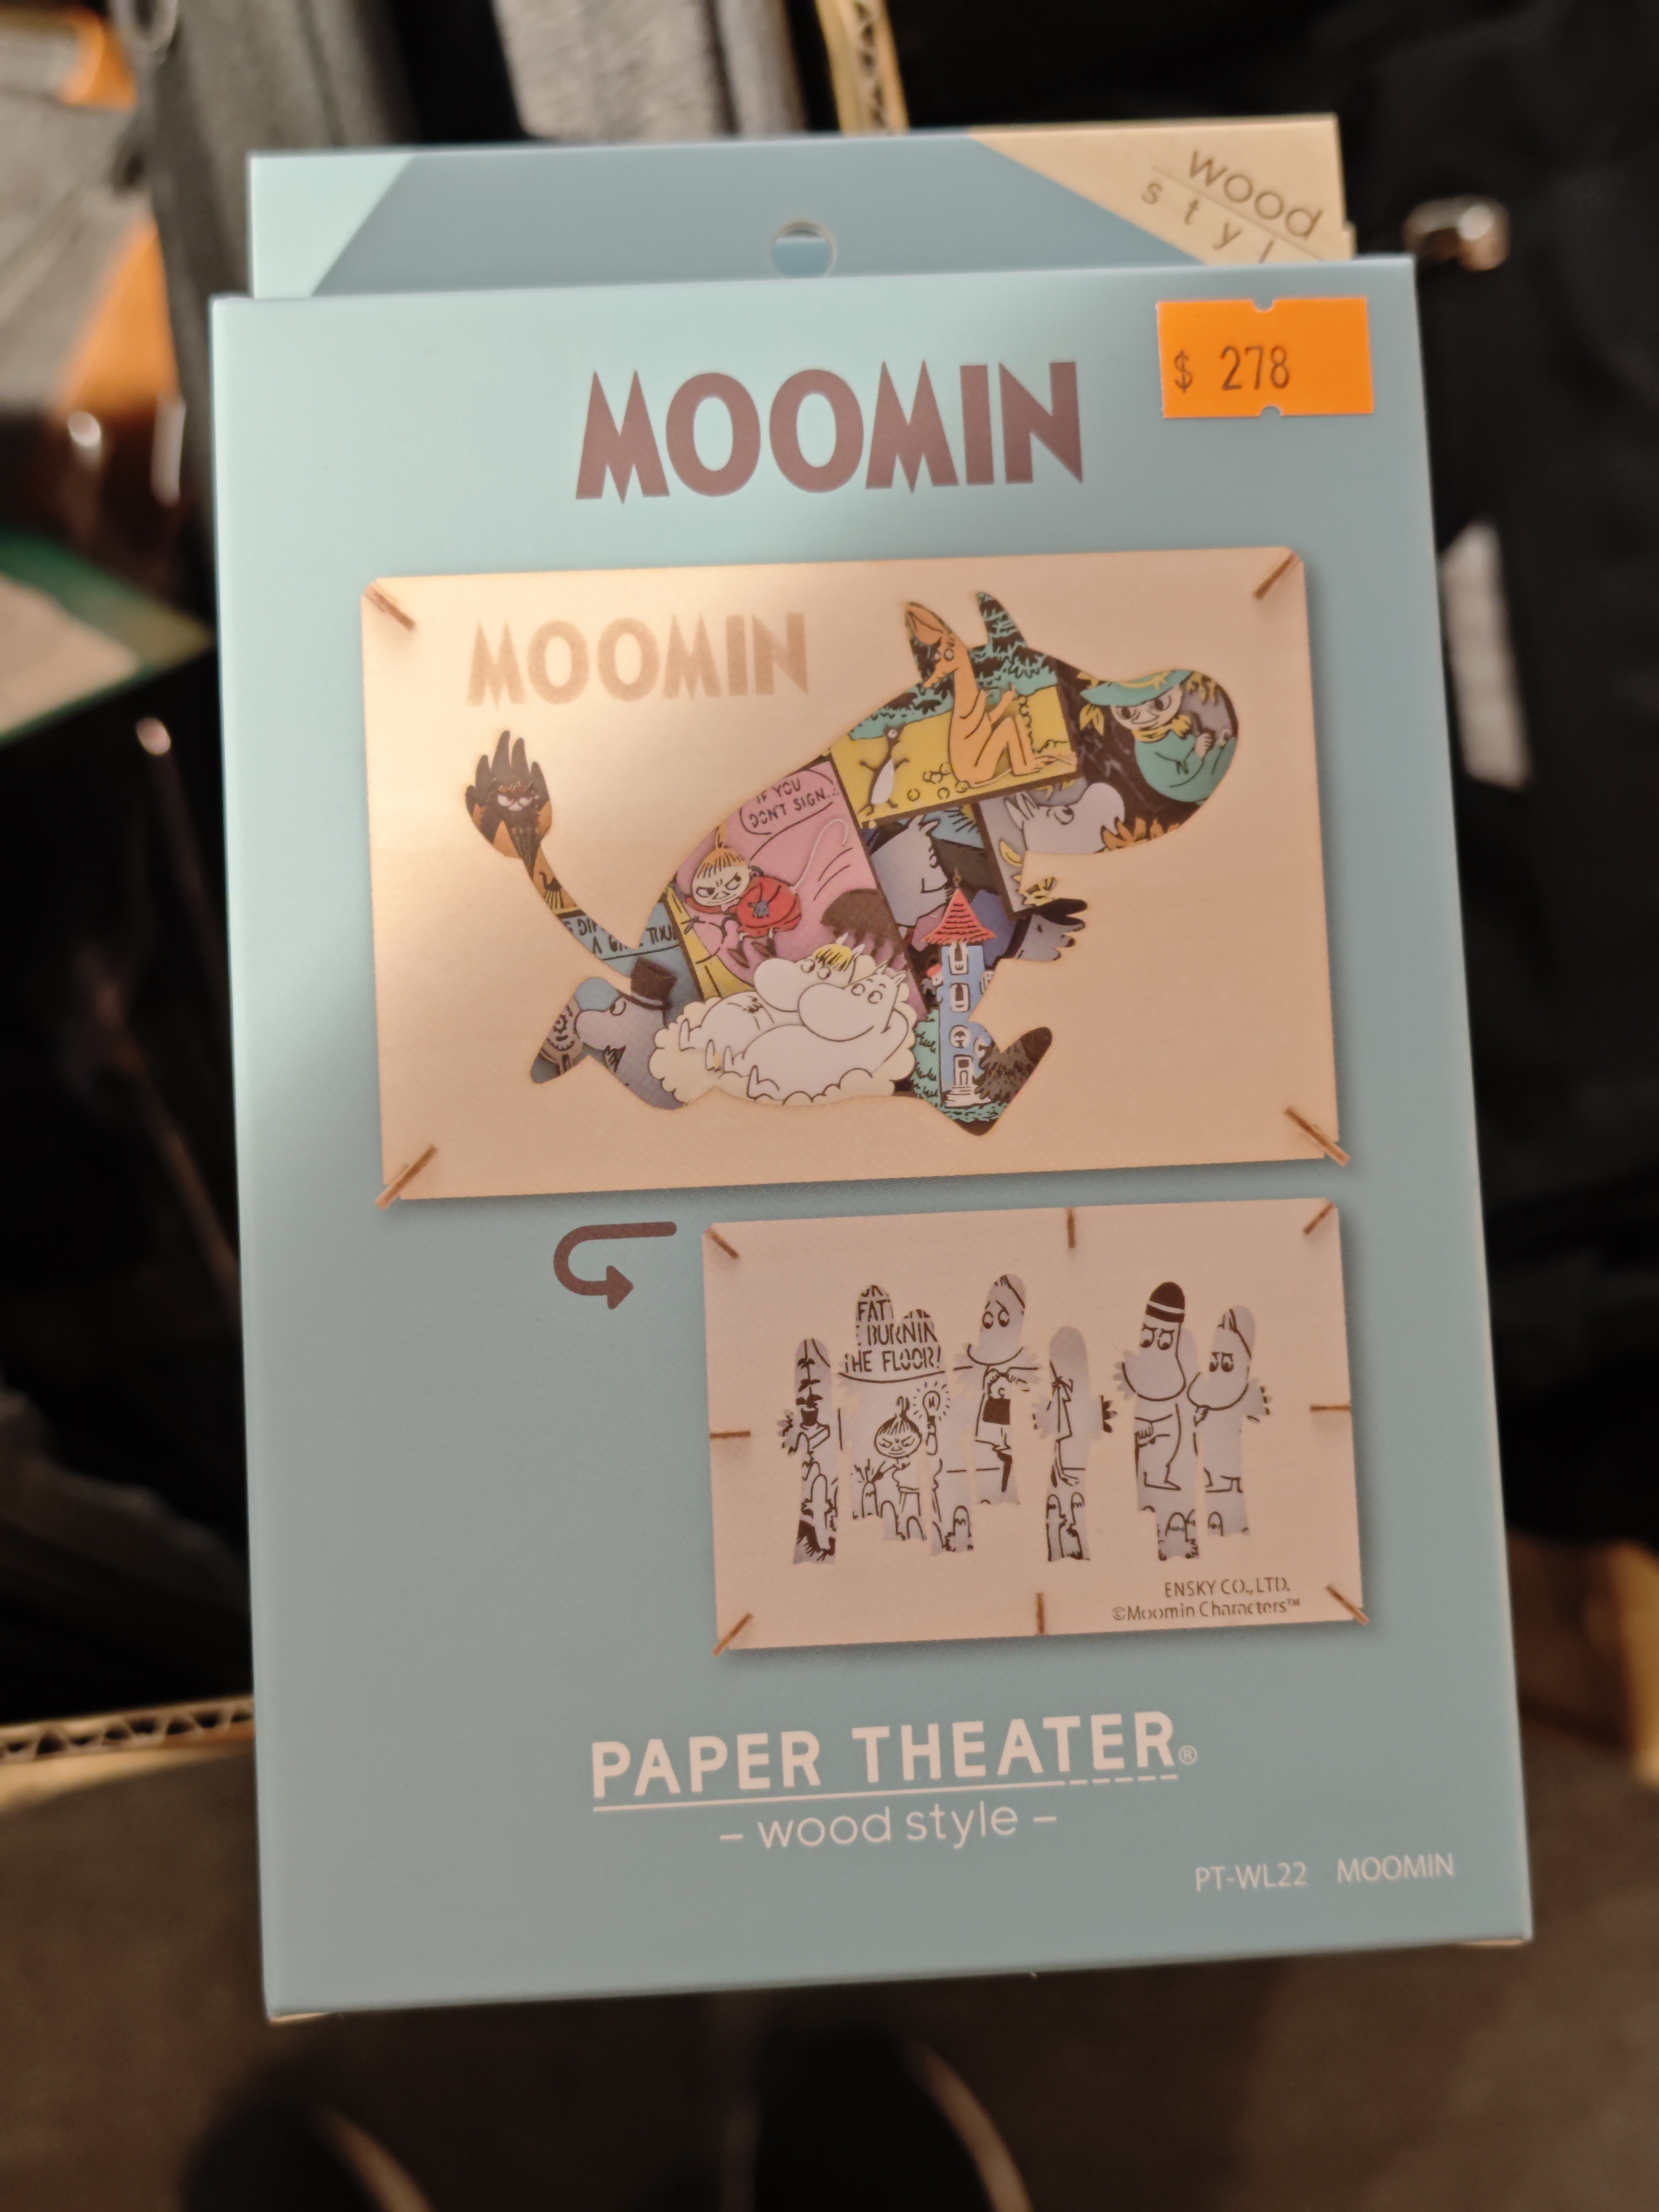 wood
styl
$ 278
MOOMIN
MOOMIN
IF YOU
DON'T SIGN...
FAT
BURNIN
THE FLOOR!
ENSKY CO.,LTD.
©Moomin Characters™
PAPER THEATER®
– wood style –
PT-WL22 MOOMIN